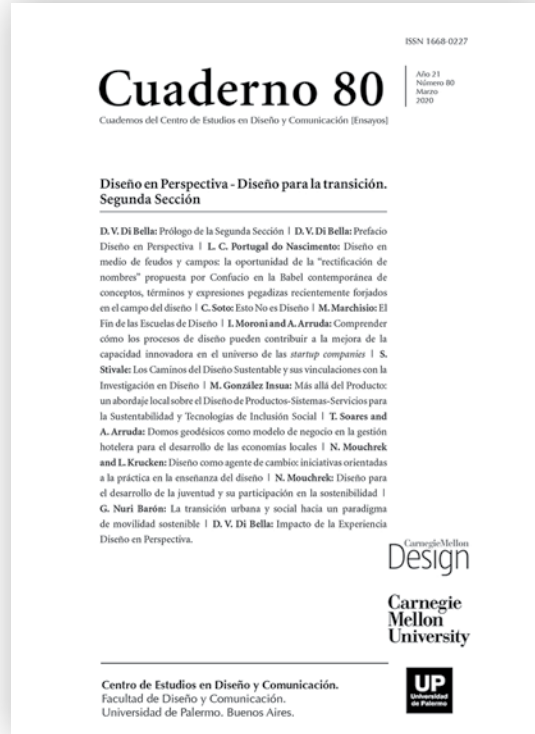 ISSN 1668-0227
Cuaderno 80
Año 21
Número 80
Marzo
2020
Cuadernos del Centro de Estudios en Diseño y Comunicación [Ensayos]
Diseño en Perspectiva - Diseño para la transición.
Segunda Sección
D. V. Di Bella: Prólogo de la Segunda Sección | D. V. Di Bella: Prefacio
Diseño en Perspectiva | L. C. Portugal do Nascimento: Diseño en
medio de feudos y campos: la oportunidad de la “rectificación de
nombres” propuesta por Confucio en la Babel contemporánea de
conceptos, términos y expresiones pegadizas recientemente forjados
en el campo del diseño | C. Soto: Esto No es Diseño | M. Marchisio: El
Fin de las Escuelas de Diseño | I. Moroni and A. Arruda: Comprender
cómo los procesos de diseño pueden contribuir a la mejora de la
capacidad innovadora en el universo de las startup companies | S.
Stivale: Los Caminos del Diseño Sustentable y sus vinculaciones con la
Investigación en Diseño | M. González Insua: Más allá del Producto:
un abordaje local sobre el Diseño de Productos-Sistemas-Servicios para
la Sustentabilidad y Tecnologías de Inclusión Social | T. Soares and
A. Arruda: Domos geodésicos como modelo de negocio en la gestión
hotelera para el desarrollo de las economías locales | N. Mouchrek
and L. Krucken: Diseño como agente de cambio: iniciativas orientadas
a la práctica en la enseñanza del diseño | N. Mouchrek: Diseño para
el desarrollo de la juventud y su participación en la sostenibilidad |
G. Nuri Barón: La transición urbana y social hacia un paradigma
de movilidad sostenible | D. V. Di Bella: Impacto de la Experiencia
Diseño en Perspectiva.
CarnegieMellon
Design
Carnegie
Mellon
University
UP
Universidad
de Palermo
Centro de Estudios en Diseño y Comunicación.
Facultad de Diseño y Comunicación.
Universidad de Palermo. Buenos Aires.